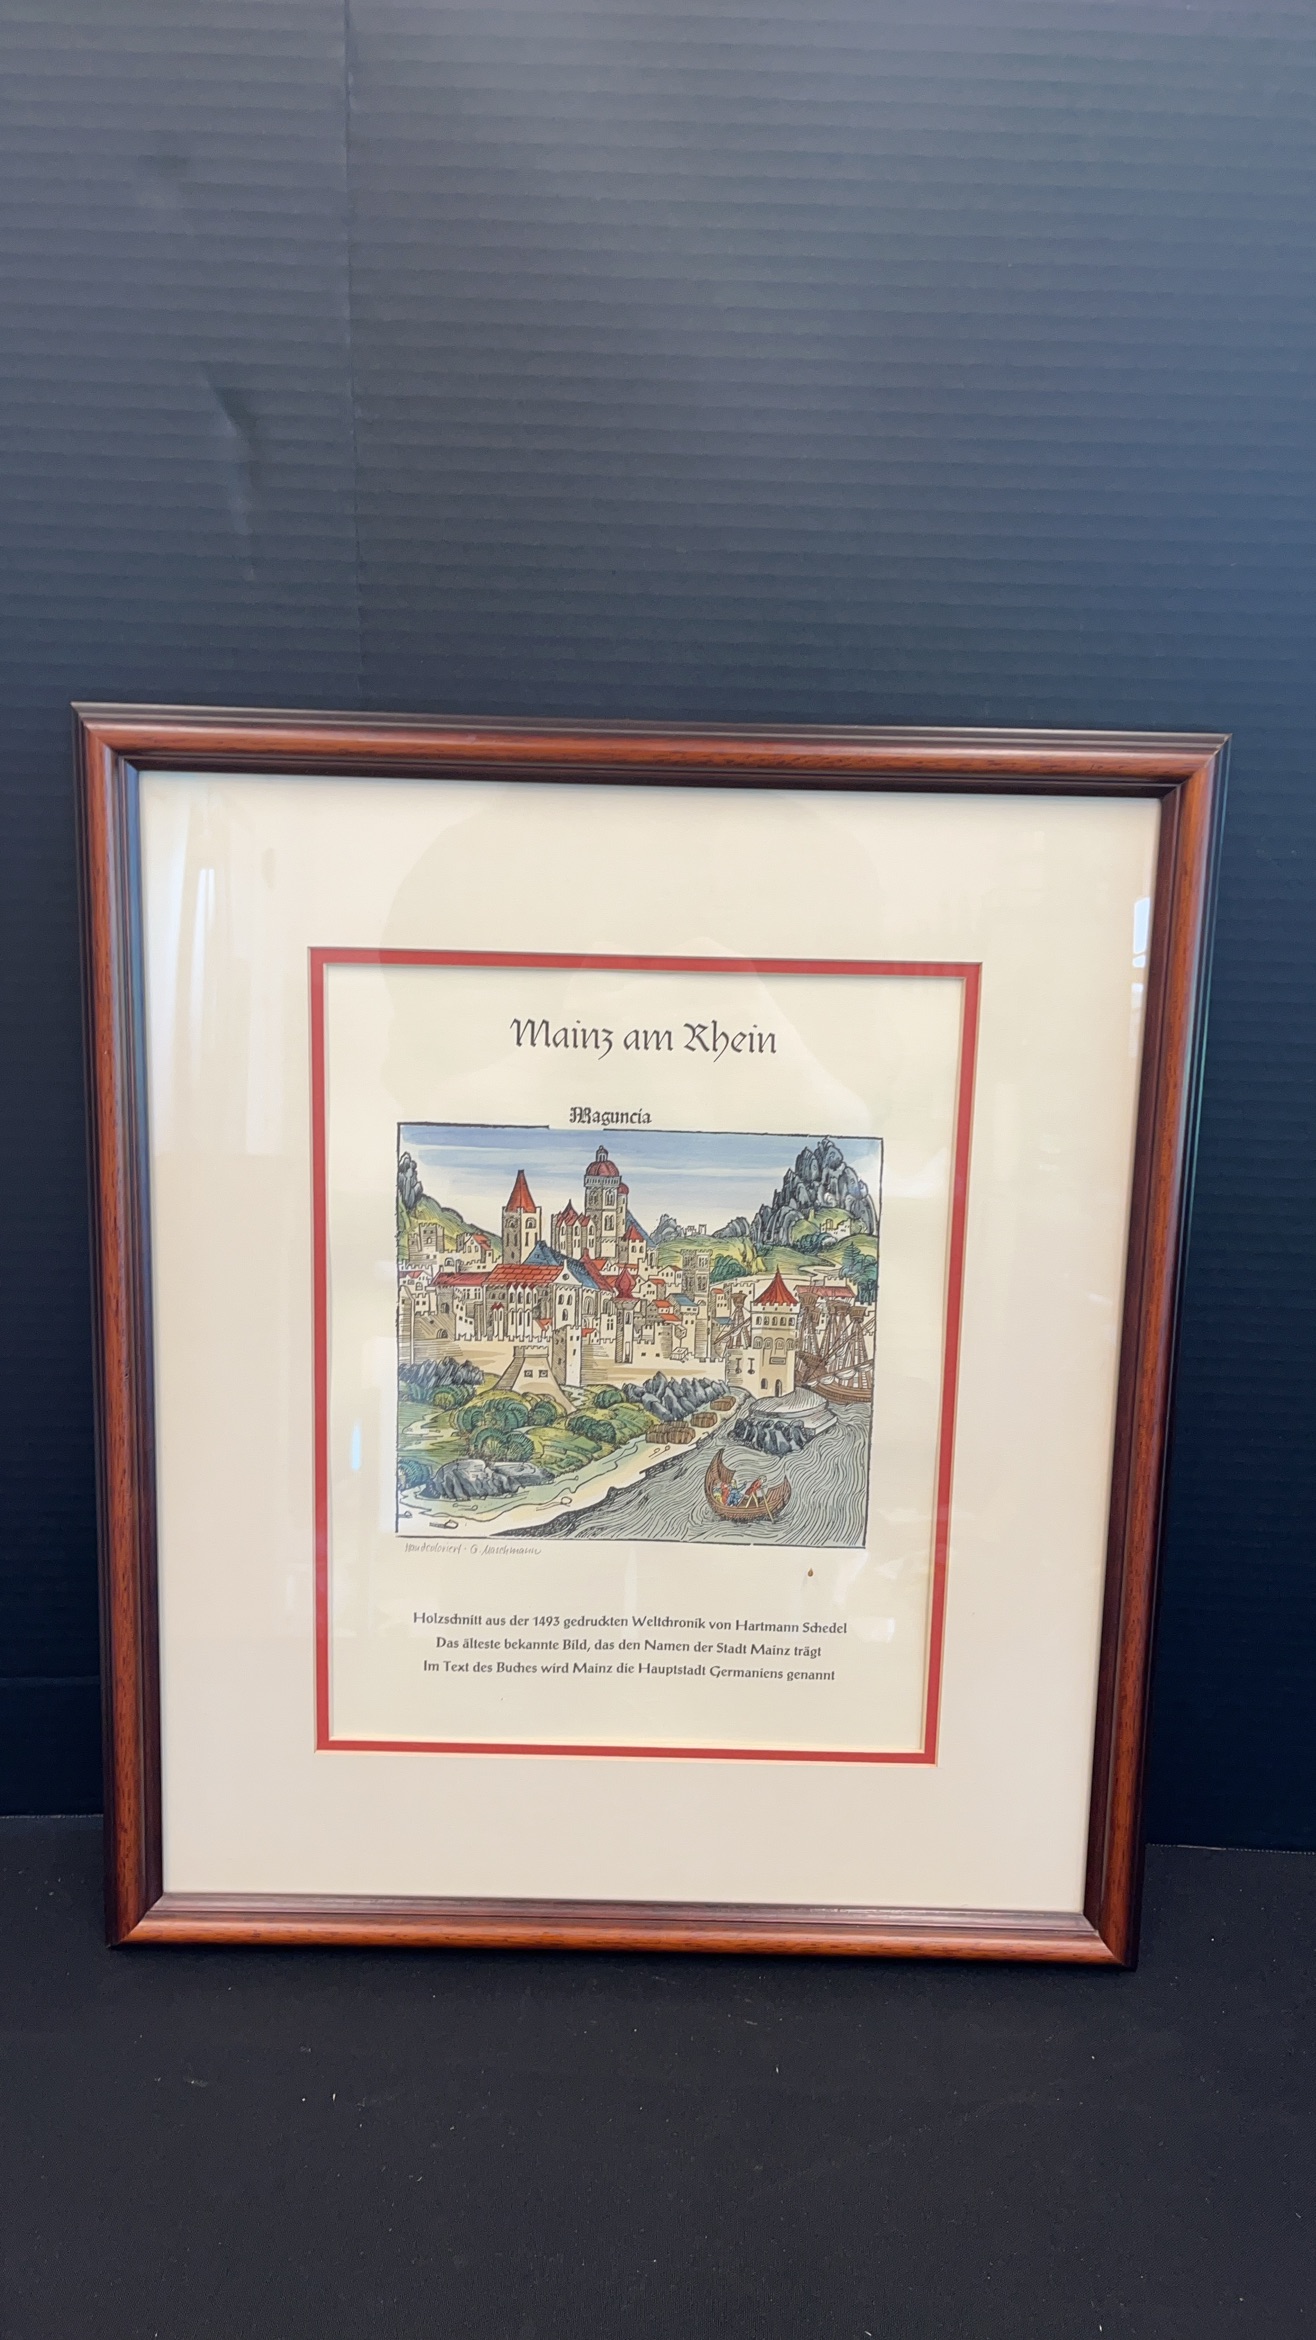 Mainz am Rhein
Maguncia
Handcoloriert · G.
Holzschnitt aus der 1493 gedruckten Weltchronik von Hartmann Schedel
Das älteste bekannte Bild, das den Namen der Stadt Mainz trägt
Im Text des Buches wird Mainz die Hauptstadt Germaniens genannt